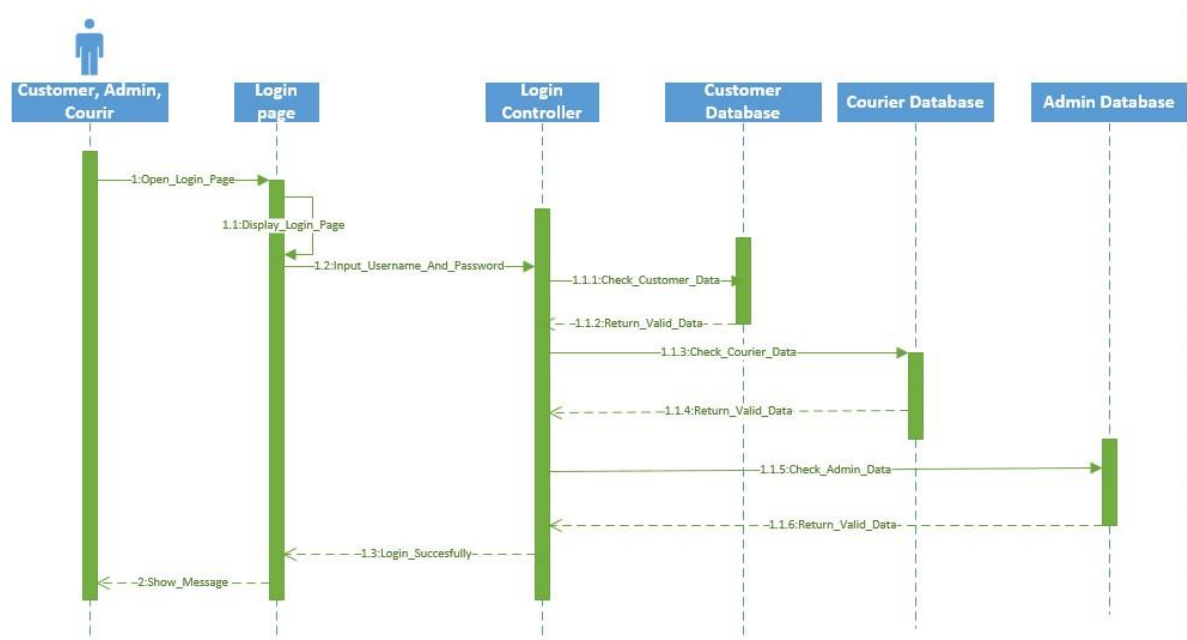 Customer, Admin,
Courir
Login
page
Login
Controller
Customer
Database
Courier Database
Admin Database
1:Open_Login_Page
1.1:Display_Login_Page
1.2:Input_Username_And_Password
1.1.1:Check_Customer_Data
1.1.2:Return_Valid_Data
1.1.3:Check_Courier_Data
1.1.4:Return_Valid_Data
1.1.5:Check_Admin_Data
1.1.6:Return_Valid_Data
1.3:Login_Succesfully
2:Show_Message